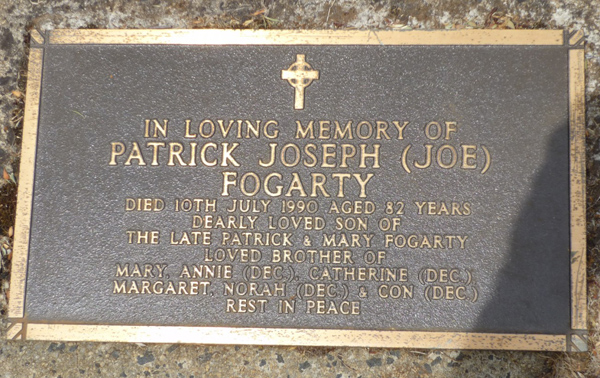 IN LOVING MEMORY OF
PATRICK JOSEPH (JOE)
FOGARTY
DIED 10TH JULY 1990 AGED 82 YEARS
DEARLY LOVED SON OF
THE LATE PATRICK & MARY FOGARTY
LOVED BROTHER OF
MARY, ANNIE (DEC.), CATHERINE (DEC.)
MARGARET, NORAH (DEC.) & CON (DEC.)
REST IN PEACE